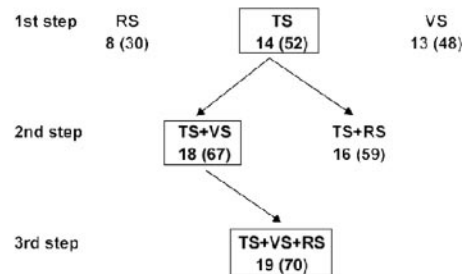 1st step RS TS VS
8 (30) 14 (52) 13 (48)
2nd step TS+VS TS+RS
18 (67) 16 (59)
3rd step TS+VS+RS
19 (70)